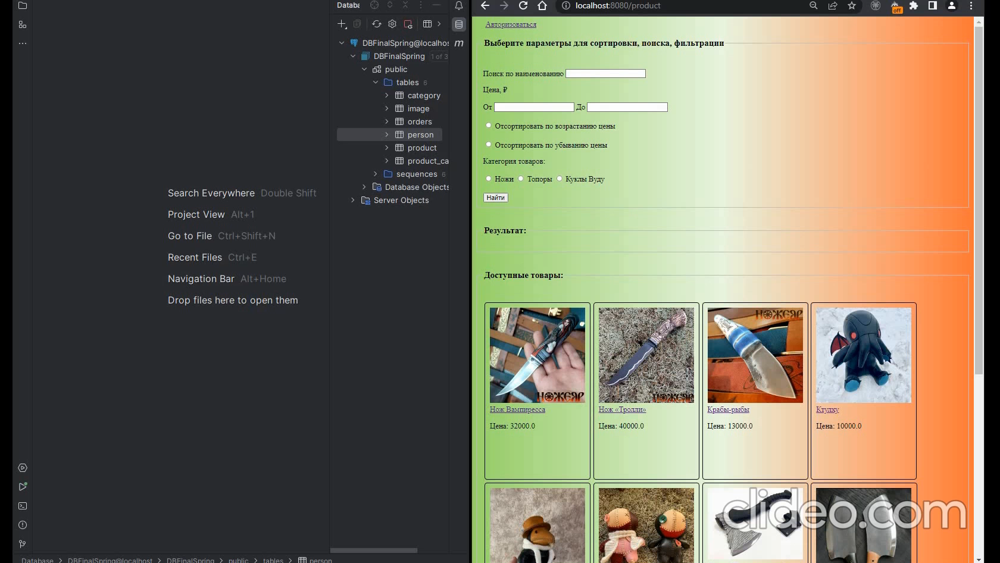 Databa
DBFinalSpring@localhos
DBFinalSpring 1 of 3
public
tables 6
category
image
orders
person
product
product_ca
sequences 6
Database Objects
Server Objects
m
Search Everywhere Double Shift
Project View Alt+1
Go to File Ctrl+Shift+N
Recent Files Ctrl+E
Navigation Bar Alt+Home
Drop files here to open them
Database > DBFinalSpring@localhost > DBFinalSpring > public > tables > person
localhost:8080/product
off
Авторизоваться
Выберите параметры для сортировки, поиска, фильтрации
Поиск по наименованию
Цена, ₽
От До
Отсортировать по возрастанию цены
Отсортировать по убыванию цены
Категория товаров:
Ножи Топоры Куклы Вуду
Найти
Результат:
Доступные товары:
НОЖЕЯР
НОЖЕЯР
НОЖЕЯР
Нож Вампиресса
Нож «Тролли»
Крабы-рыбы
Ктулху
Цена: 32000.0
Цена: 40000.0
Цена: 13000.0
Цена: 10000.0
clideo.com